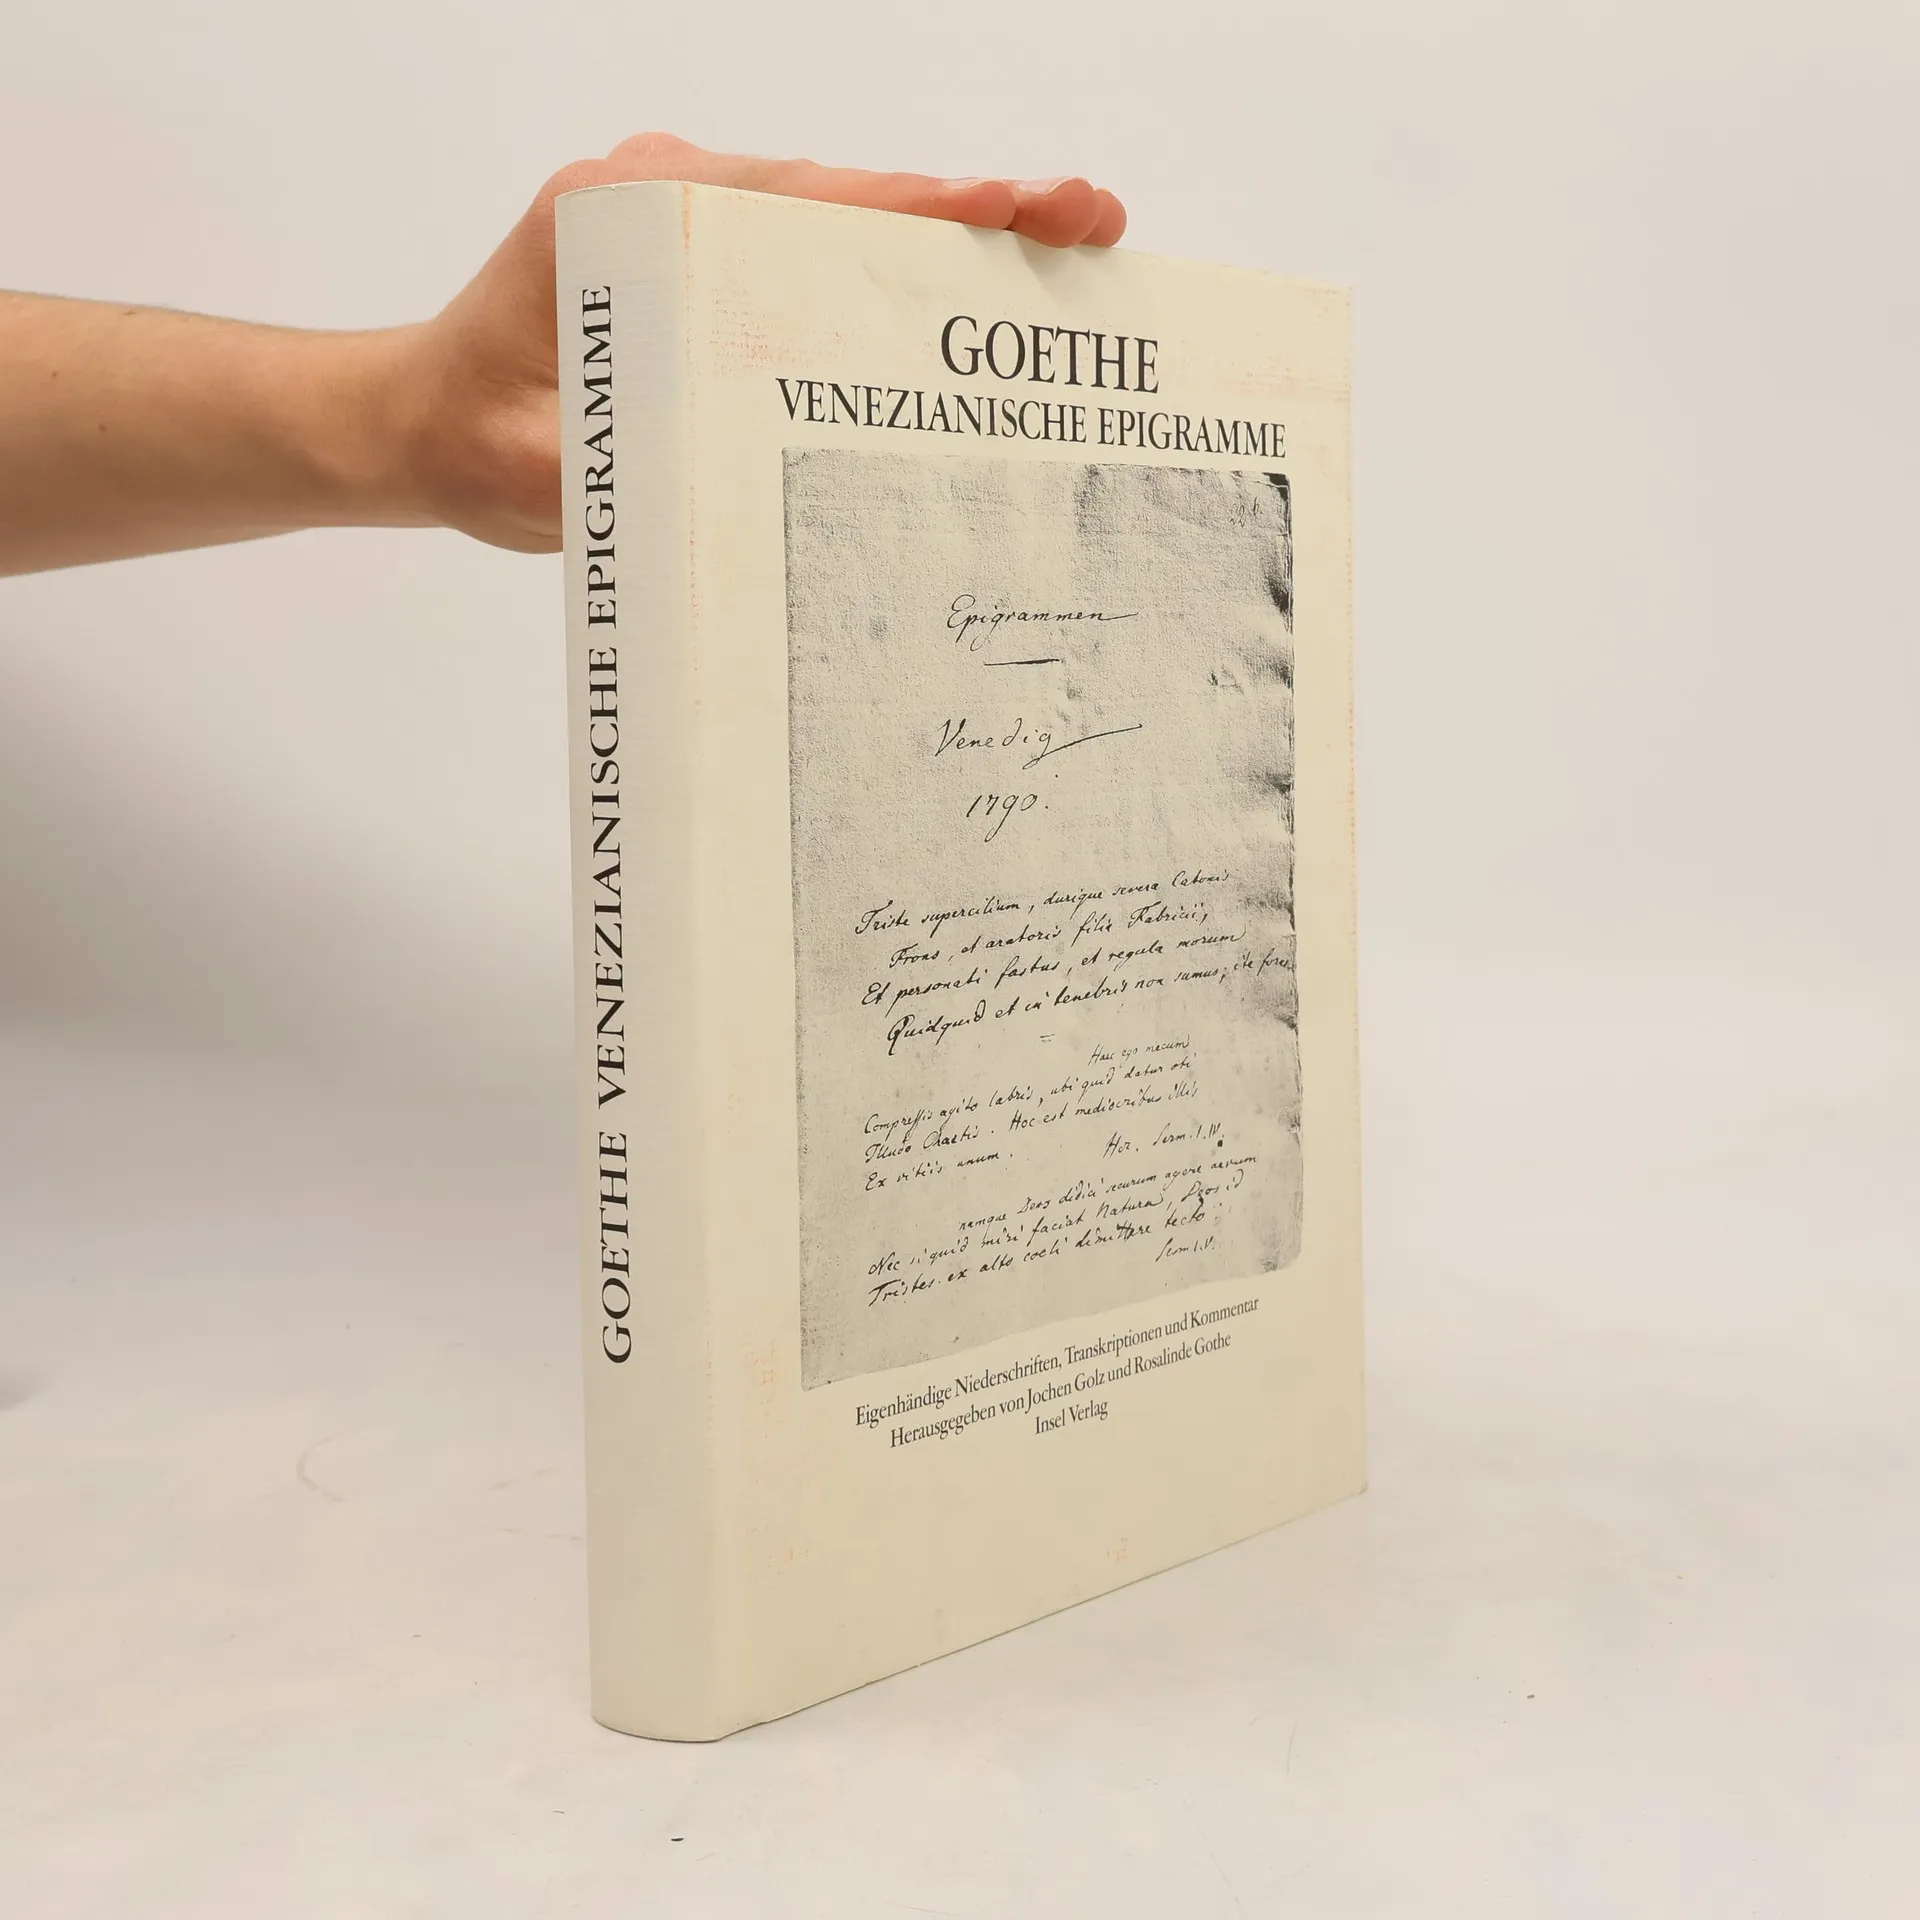 GOETHE VENEZIANISCHE EPIGRAMME
GOETHE
VENEZIANISCHE EPIGRAMME
Epigrammen
Venedig
1790.
Triste supercilium, durique severa Catonis
Frons, et aratoris filia Fabricii,
Et personati fastus, et regula morum
Quidquid et in tenebris non sumus; ite foras
=
Haec ego mecum
Compressis agito labris, ubi quid datur oti
Illudo Chartis. Hoc est mediocribus illis
Ex vitiis unum.
Hor. Serm. I. IV.
namque Deos didici securum agere aevum
Nec si quid miri faciat Natura, Deos id
Tristes ex alto coeli dimittere tecto.
Serm I. V.
Eigenhändige Niederschriften, Transkriptionen und Kommentar
Herausgegeben von Jochen Golz und Rosalinde Gothe
Insel Verlag